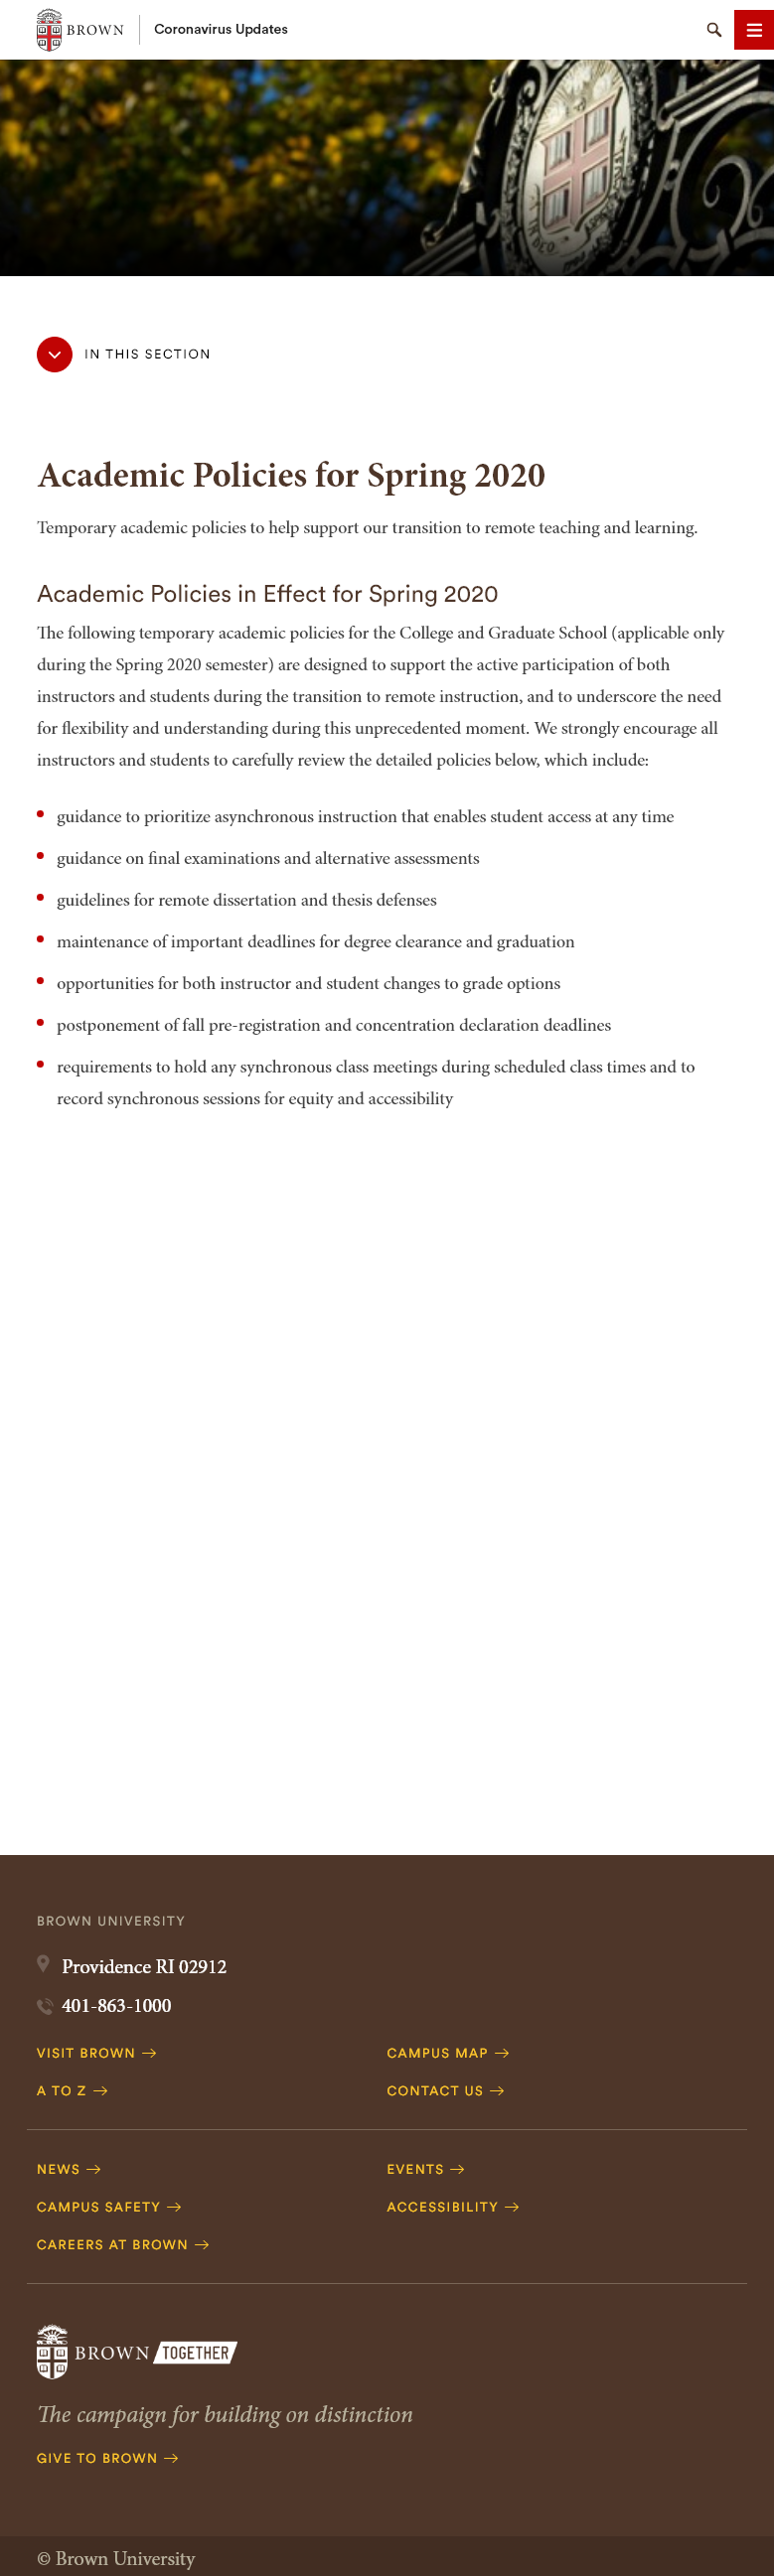 BROWN
Coronavirus Updates
IN THIS SECTION
Academic Policies for Spring 2020
Temporary academic policies to help support our transition to remote teaching and learning.
Academic Policies in Effect for Spring 2020
The following temporary academic policies for the College and Graduate School (applicable only
during the Spring 2020 semester) are designed to support the active participation of both
instructors and students during the transition to remote instruction, and to underscore the need
for flexibility and understanding during this unprecedented moment. We strongly encourage all
instructors and students to carefully review the detailed policies below, which include:
guidance to prioritize asynchronous instruction that enables student access at any time
guidance on final examinations and alternative assessments
guidelines for remote dissertation and thesis defenses
maintenance of important deadlines for degree clearance and graduation
opportunities for both instructor and student changes to grade options
postponement of fall pre-registration and concentration declaration deadlines
requirements to hold any synchronous class meetings during scheduled class times and to
record synchronous sessions for equity and accessibility
BROWN UNIVERSITY
Providence RI 02912
401-863-1000
VISIT BROWN
CAMPUS MAP
A TO Z
CONTACT US
NEWS
EVENTS
CAMPUS SAFETY
ACCESSIBILITY
CAREERS AT BROWN
BROWN TOGETHER
The campaign for building on distinction
GIVE TO BROWN
© Brown University